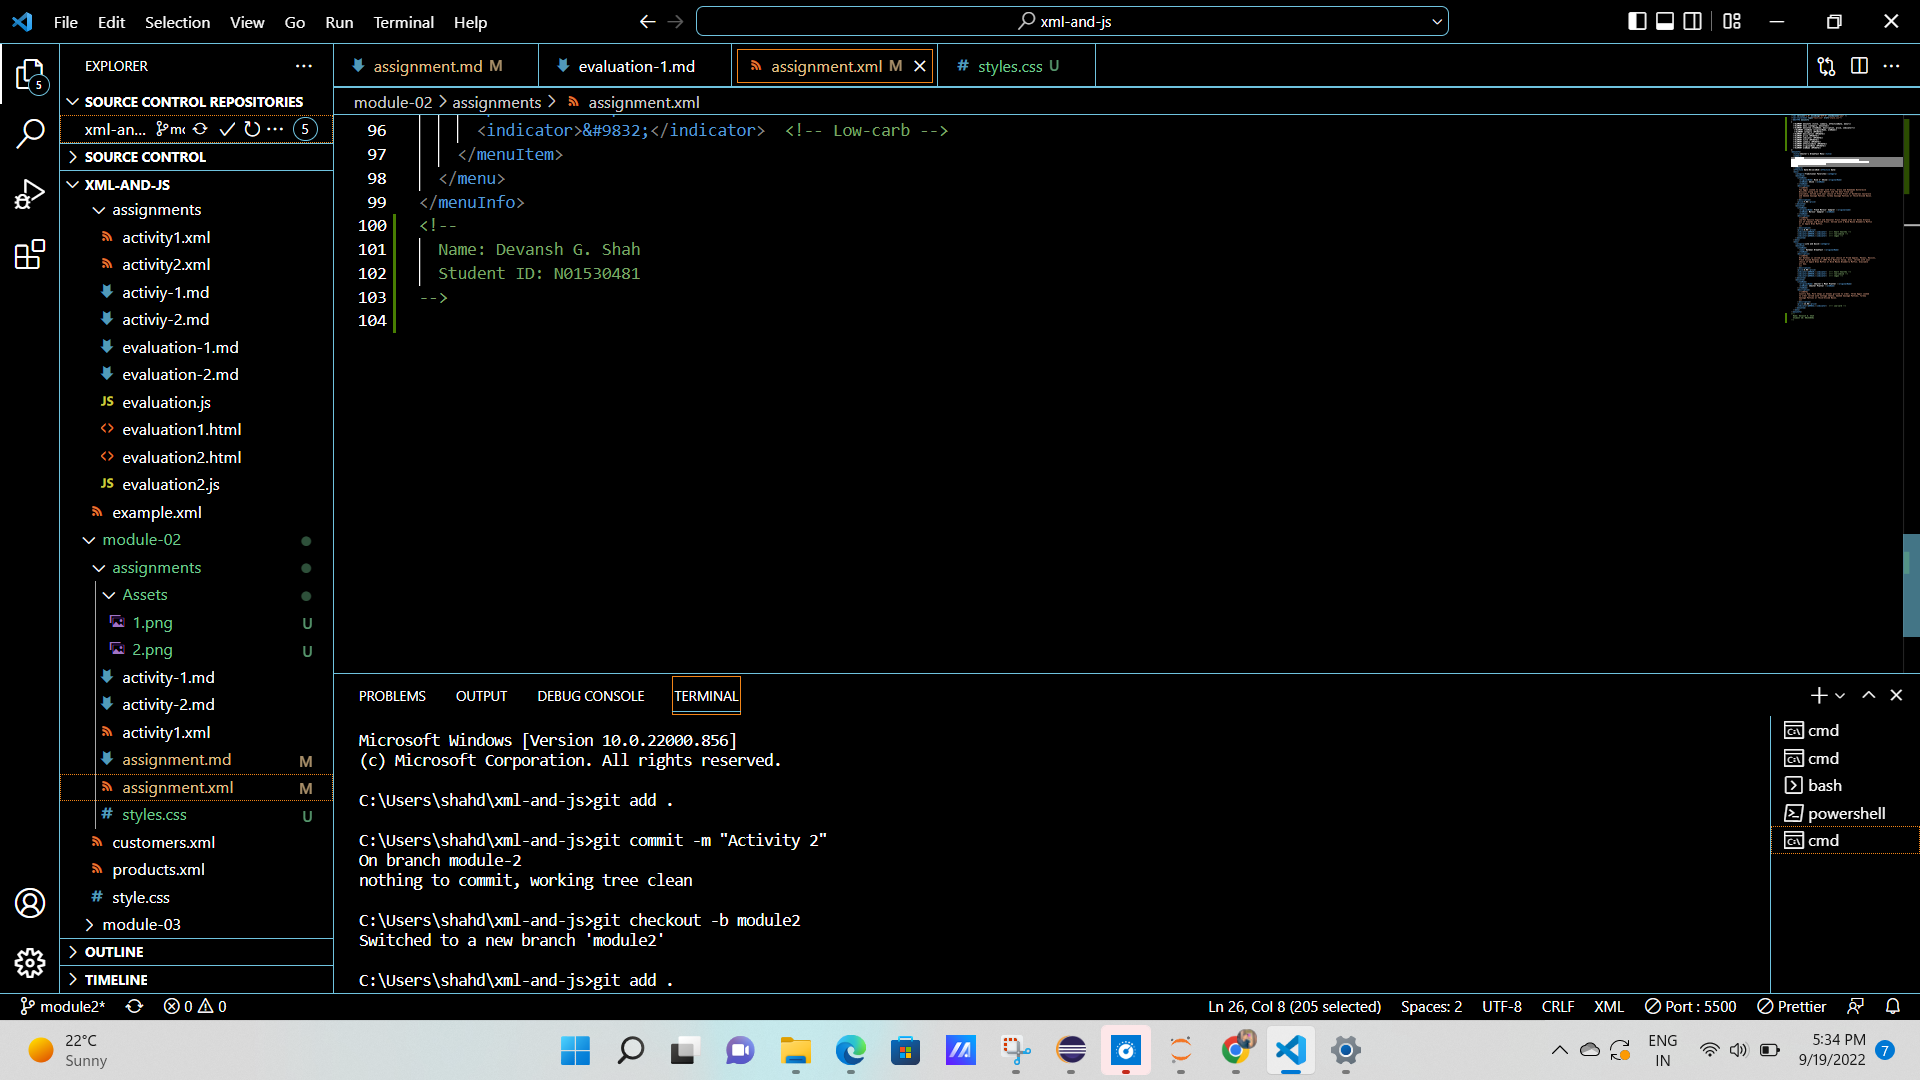 File Edit Selection View Go Run Terminal Help
xml-and-js
EXPLORER
SOURCE CONTROL REPOSITORIES
xml-an...
5
SOURCE CONTROL
XML-AND-JS
assignments
activity1.xml
activity2.xml
activiy-1.md
activiy-2.md
evaluation-1.md
evaluation-2.md
JS evaluation.js
evaluation1.html
evaluation2.html
JS evaluation2.js
example.xml
module-02
assignments
Assets
1.png U
2.png U
activity-1.md
activity-2.md
activity1.xml
assignment.md M
assignment.xml M
# styles.css U
customers.xml
products.xml
# style.css
module-03
OUTLINE
TIMELINE
assignment.md M
evaluation-1.md
assignment.xml M
# styles.css U
module-02 > assignments > assignment.xml
96 <indicator>&#9832;</indicator> <!-- Low-carb -->
97 </menuItem>
98 </menu>
99 </menuInfo>
100 <!--
101 Name: Devansh G. Shah
102 Student ID: N01530481
103 -->
104
PROBLEMS OUTPUT DEBUG CONSOLE TERMINAL
Microsoft Windows [Version 10.0.22000.856]
(c) Microsoft Corporation. All rights reserved.
C:\Users\shahd\xml-and-js>git add .
C:\Users\shahd\xml-and-js>git commit -m "Activity 2"
On branch module-2
nothing to commit, working tree clean
C:\Users\shahd\xml-and-js>git checkout -b module2
Switched to a new branch 'module2'
C:\Users\shahd\xml-and-js>git add .
cmd
cmd
bash
powershell
cmd
module2* 0 0
Ln 26, Col 8 (205 selected) Spaces: 2 UTF-8 CRLF XML Port : 5500 Prettier
22°C
Sunny
ENG
IN
5:34 PM
9/19/2022
7